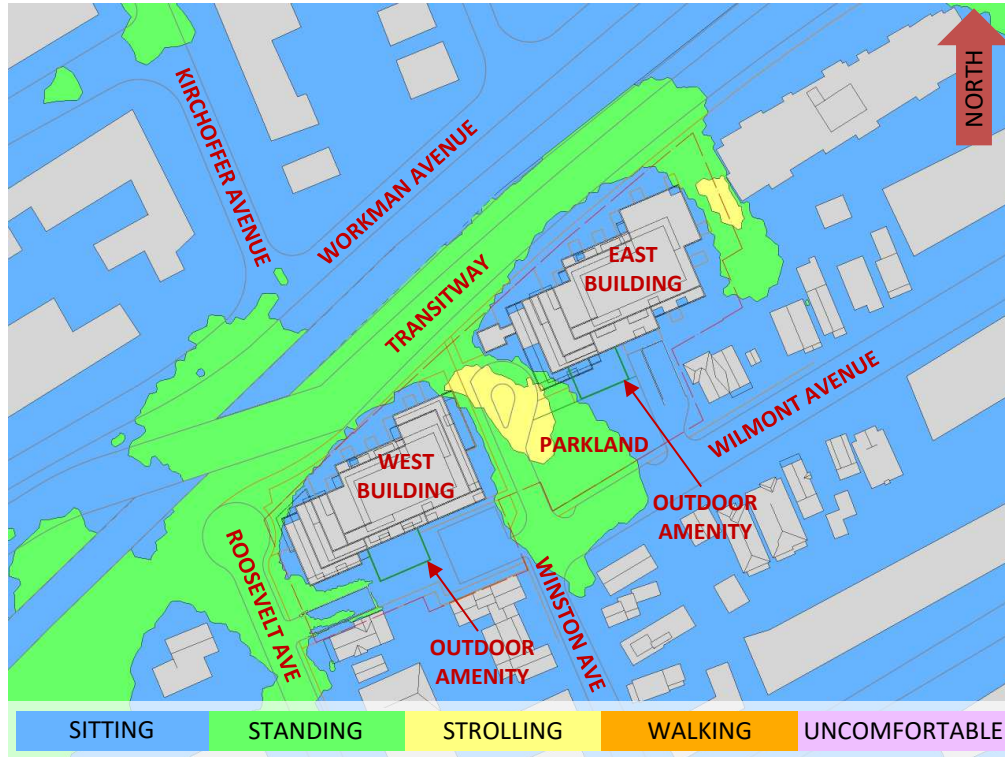 NORTH
KIRCHOFFER AVENUE
WORKMAN AVENUE
TRANSITWAY
EAST
BUILDING
WEST
BUILDING
PARKLAND
WILMONT AVENUE
OUTDOOR
AMENITY
ROOSEVELT AVE
WINSTON AVE
OUTDOOR
AMENITY
SITTING
STANDING
STROLLING
WALKING
UNCOMFORTABLE